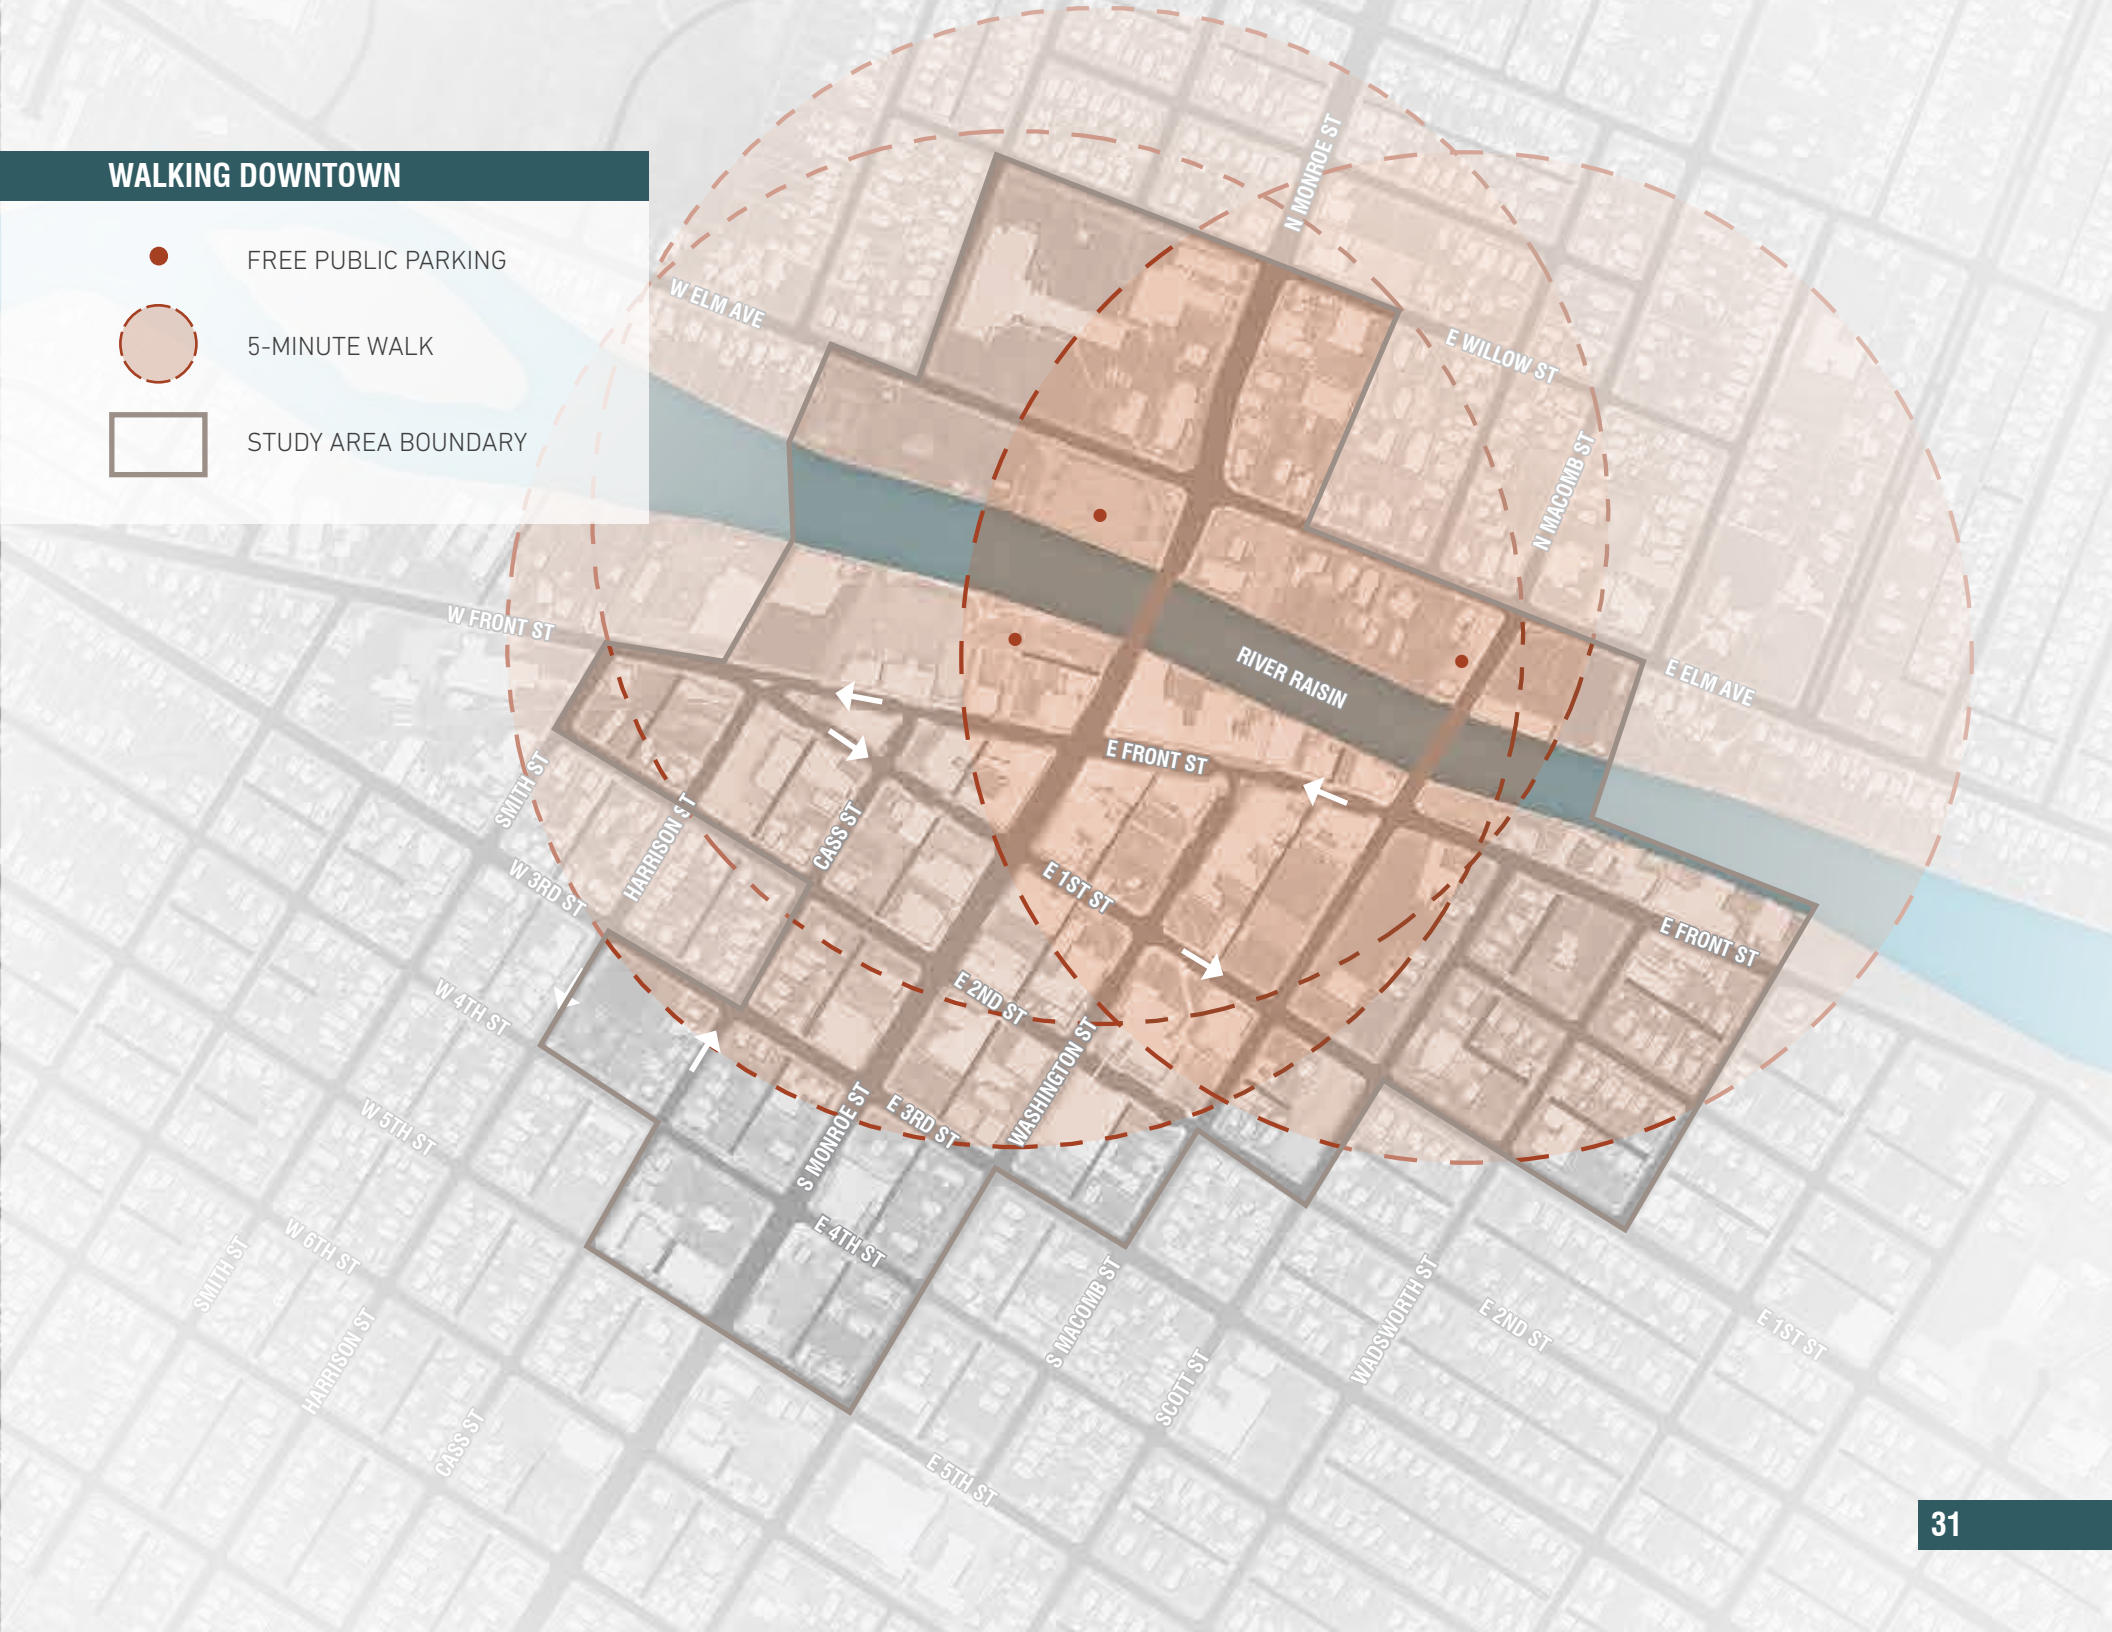 WALKING DOWNTOWN
FREE PUBLIC PARKING
5-MINUTE WALK
STUDY AREA BOUNDARY
N MONROE ST
W ELM AVE
E WILLOW ST
N MACOMB ST
W FRONT ST
RIVER RAISIN
E ELM AVE
E FRONT ST
SMITH ST
HARRISON ST
CASS ST
W 3RD ST
E 1ST ST
E FRONT ST
W 4TH ST
E 2ND ST
WASHINGTON ST
W 5TH ST
S MONROE ST
E 3RD ST
W 6TH ST
SMITH ST
E 4TH ST
HARRISON ST
S MACOMB ST
WADSWORTH ST
E 2ND ST
E 1ST ST
SCOTT ST
CASS ST
E 5TH ST
31